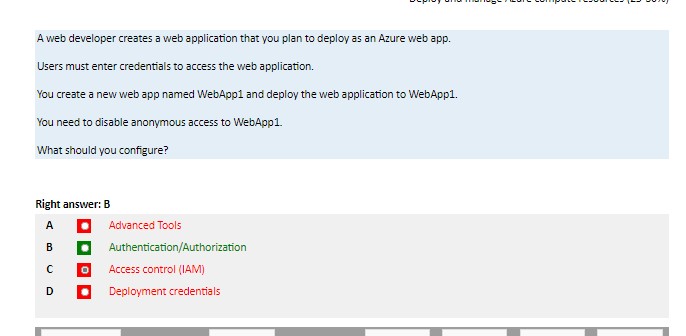 A web developer creates a web application that you plan to deploy as an Azure web app.
Users must enter credentials to access the web application.
You create a new web app named WebApp1 and deploy the web application to WebApp1.
You need to disable anonymous access to WebApp1.
What should you configure?
Right answer: B
A Advanced Tools
B Authentication/Authorization
C Access control (IAM)
D Deployment credentials